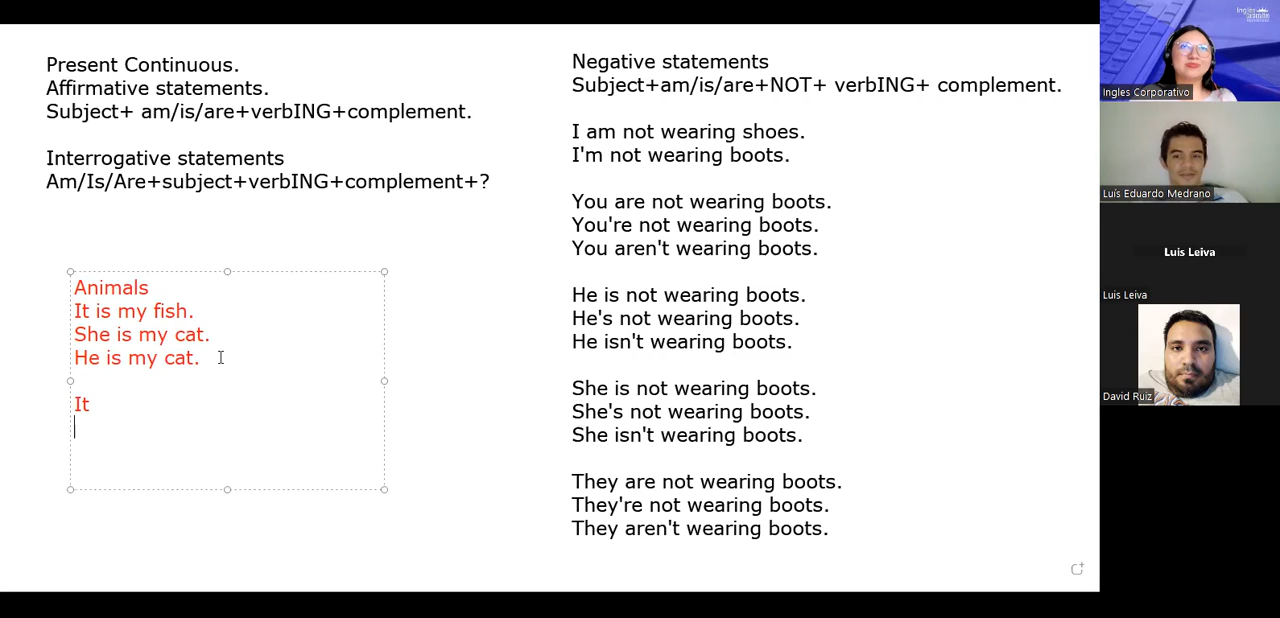 Present Continuous.
Affirmative statements.
Subject+ am/is/are+verbING+complement.
Interrogative statements
Am/Is/Are+subject+verbING+complement+?
Animals
It is my fish.
She is my cat.
He is my cat.
It
Negative statements
Subject+am/is/are+NOT+ verbING+ complement.
I am not wearing shoes.
I'm not wearing boots.
You are not wearing boots.
You're not wearing boots.
You aren't wearing boots.
He is not wearing boots.
He's not wearing boots.
He isn't wearing boots.
She is not wearing boots.
She's not wearing boots.
She isn't wearing boots.
They are not wearing boots.
They're not wearing boots.
They aren't wearing boots.
Ingles Corporativo
Luís Eduardo Medrano
Luis Leiva
Luis Leiva
David Ruiz